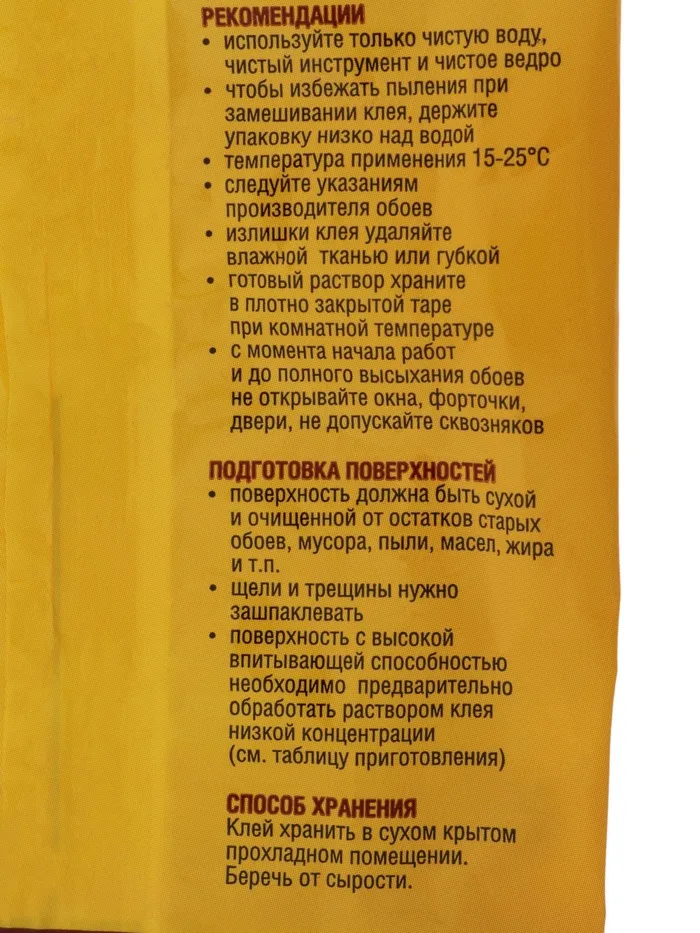 РЕКОМЕНДАЦИИ
• используйте только чистую воду,
чистый инструмент и чистое ведро
• чтобы избежать пыления при
замешивании клея, держите
упаковку низко над водой
• температура применения 15-25°С
• следуйте указаниям
производителя обоев
• излишки клея удаляйте
влажной тканью или губкой
• готовый раствор храните
в плотно закрытой таре
при комнатной температуре
• с момента начала работ
и до полного высыхания обоев
не открывайте окна, форточки,
двери, не допускайте сквозняков
ПОДГОТОВКА ПОВЕРХНОСТЕЙ
• поверхность должна быть сухой
и очищенной от остатков старых
обоев, мусора, пыли, масел, жира
и т.п.
• щели и трещины нужно
зашпаклевать
• поверхность с высокой
впитывающей способностью
необходимо предварительно
обработать раствором клея
низкой концентрации
(см. таблицу приготовления)
СПОСОБ ХРАНЕНИЯ
Клей хранить в сухом крытом
прохладном помещении.
Беречь от сырости.